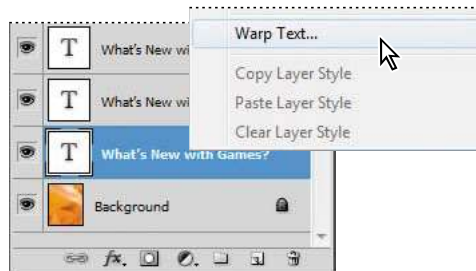 Warp Text...
T What's New wi
Copy Layer Style
T What's New wi
Paste Layer Style
Clear Layer Style
T What's New with Games?
Background
fx.